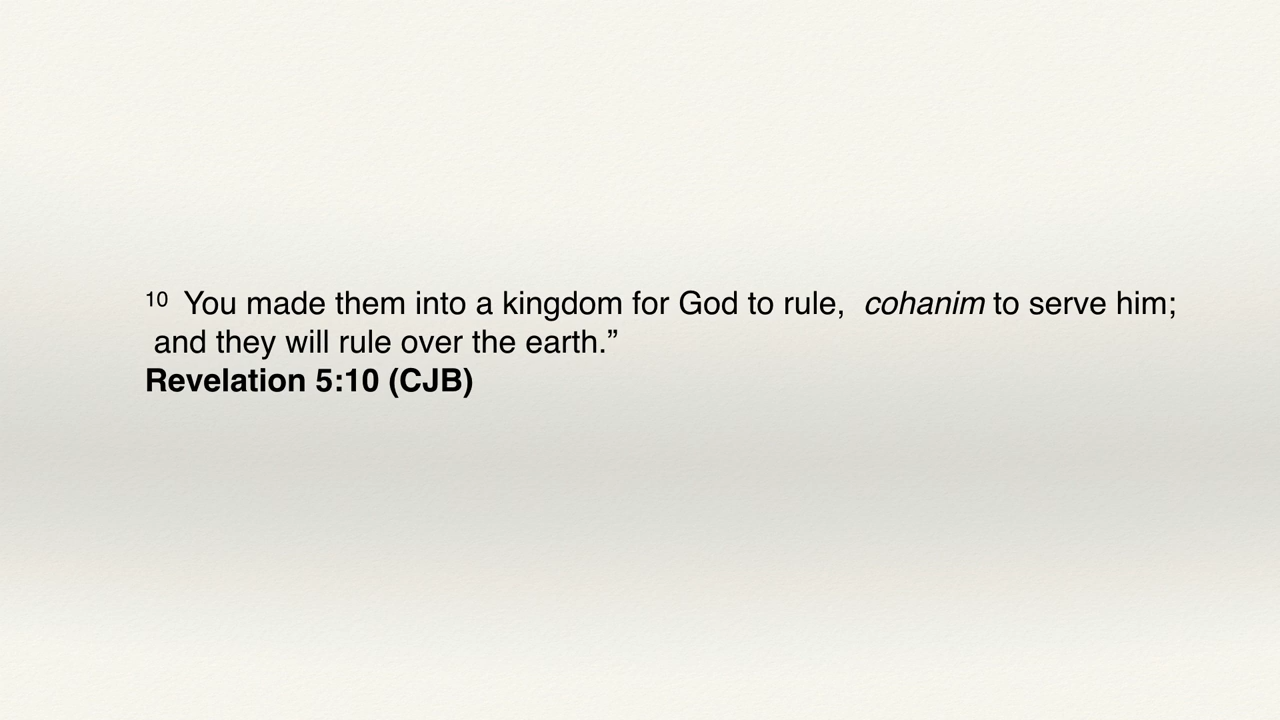 10 You made them into a kingdom for God to rule, cohanim to serve him;
and they will rule over the earth.”
Revelation 5:10 (CJB)